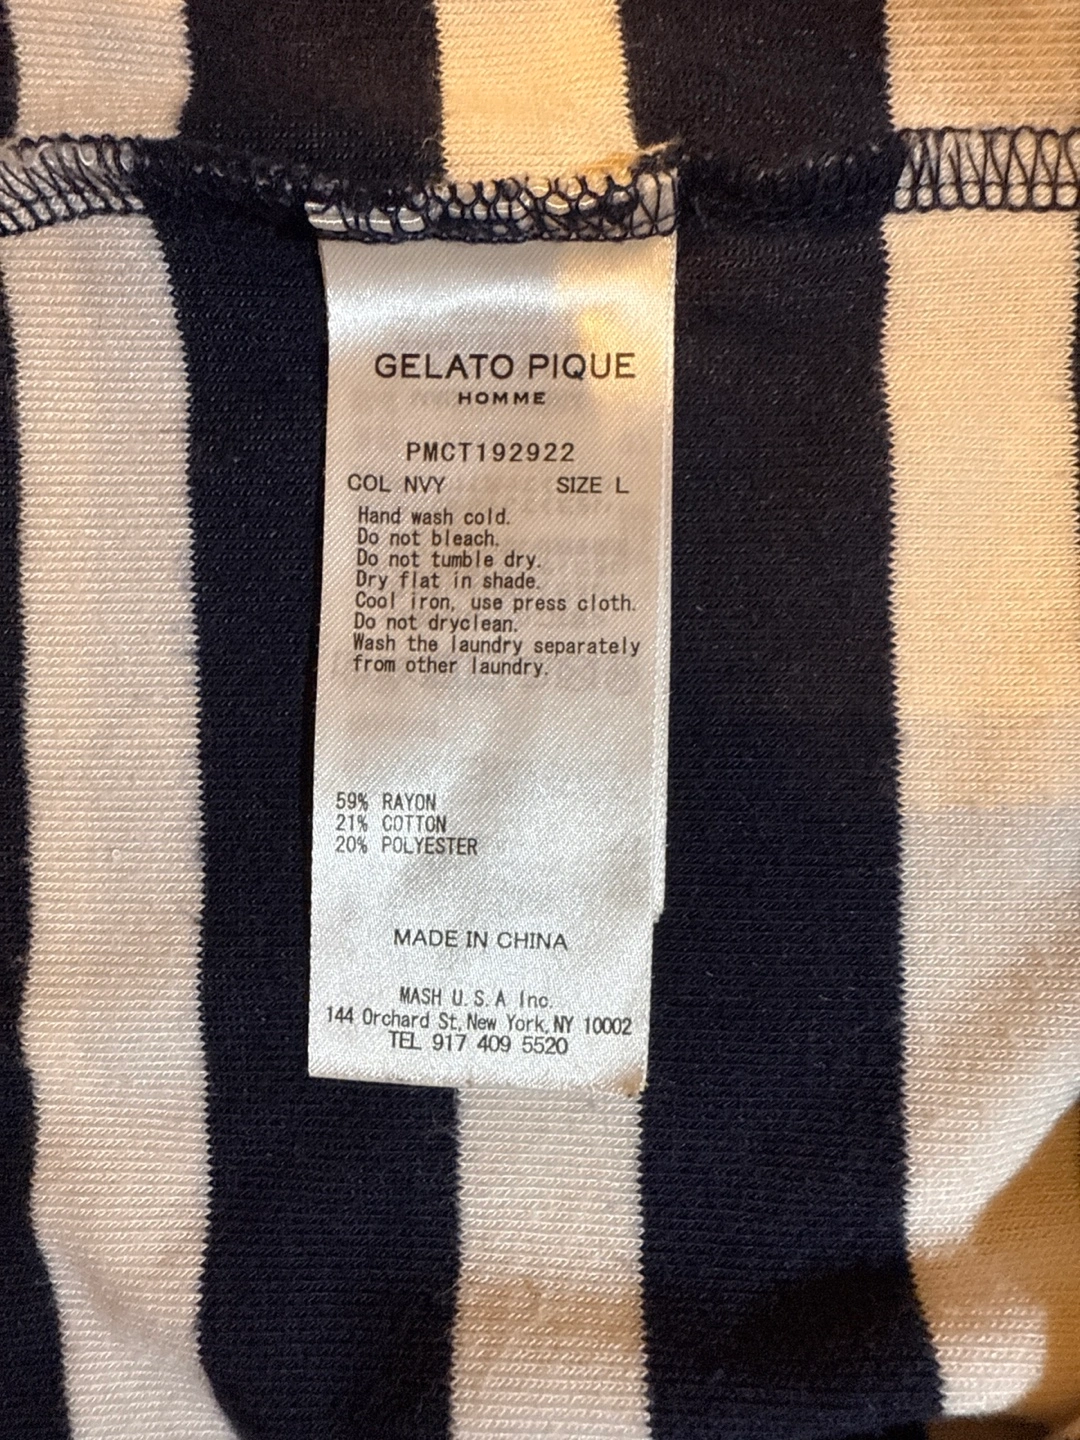 GELATO PIQUE
HOMME
PMCT192922
COL NVY SIZE L
Hand wash cold.
Do not bleach.
Do not tumble dry.
Dry flat in shade.
Cool iron, use press cloth.
Do not dryclean.
Wash the laundry separately
from other laundry.
59% RAYON
21% COTTON
20% POLYESTER
MADE IN CHINA
MASH U.S.A Inc.
144 Orchard St, New York, NY 10002
TEL 917 409 5520